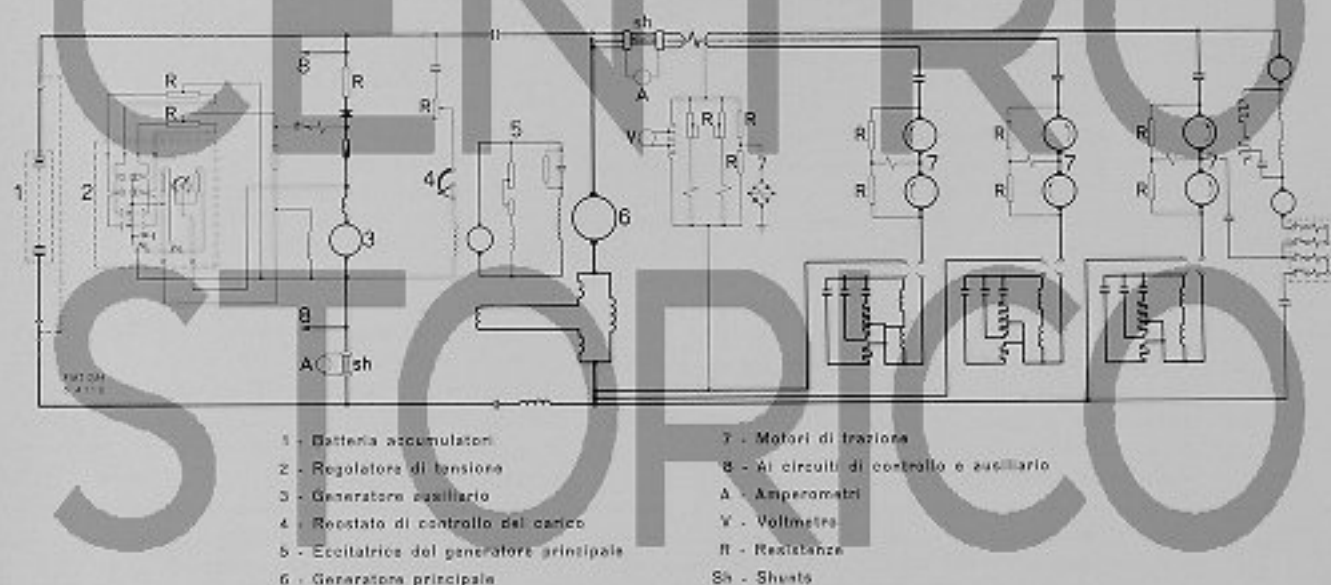 CENTRO
sh
8
R
R
R
R
A
V
R
R
R
7
1
2
3
4
5
6
R
7
R
R
7
R
R
7
R
8
A
sh
STORICO
1 - Batteria accumulatori
2 - Regolatore di tensione
3 - Generatore ausiliario
4 - Reostato di controllo del carico
5 - Eccitatrice del generatore principale
6 - Generatore principale
7 - Motori di trazione
8 - Ai circuiti di controllo e ausiliario
A - Amperometri
V - Voltmetro
R - Resistenze
Sh - Shunts